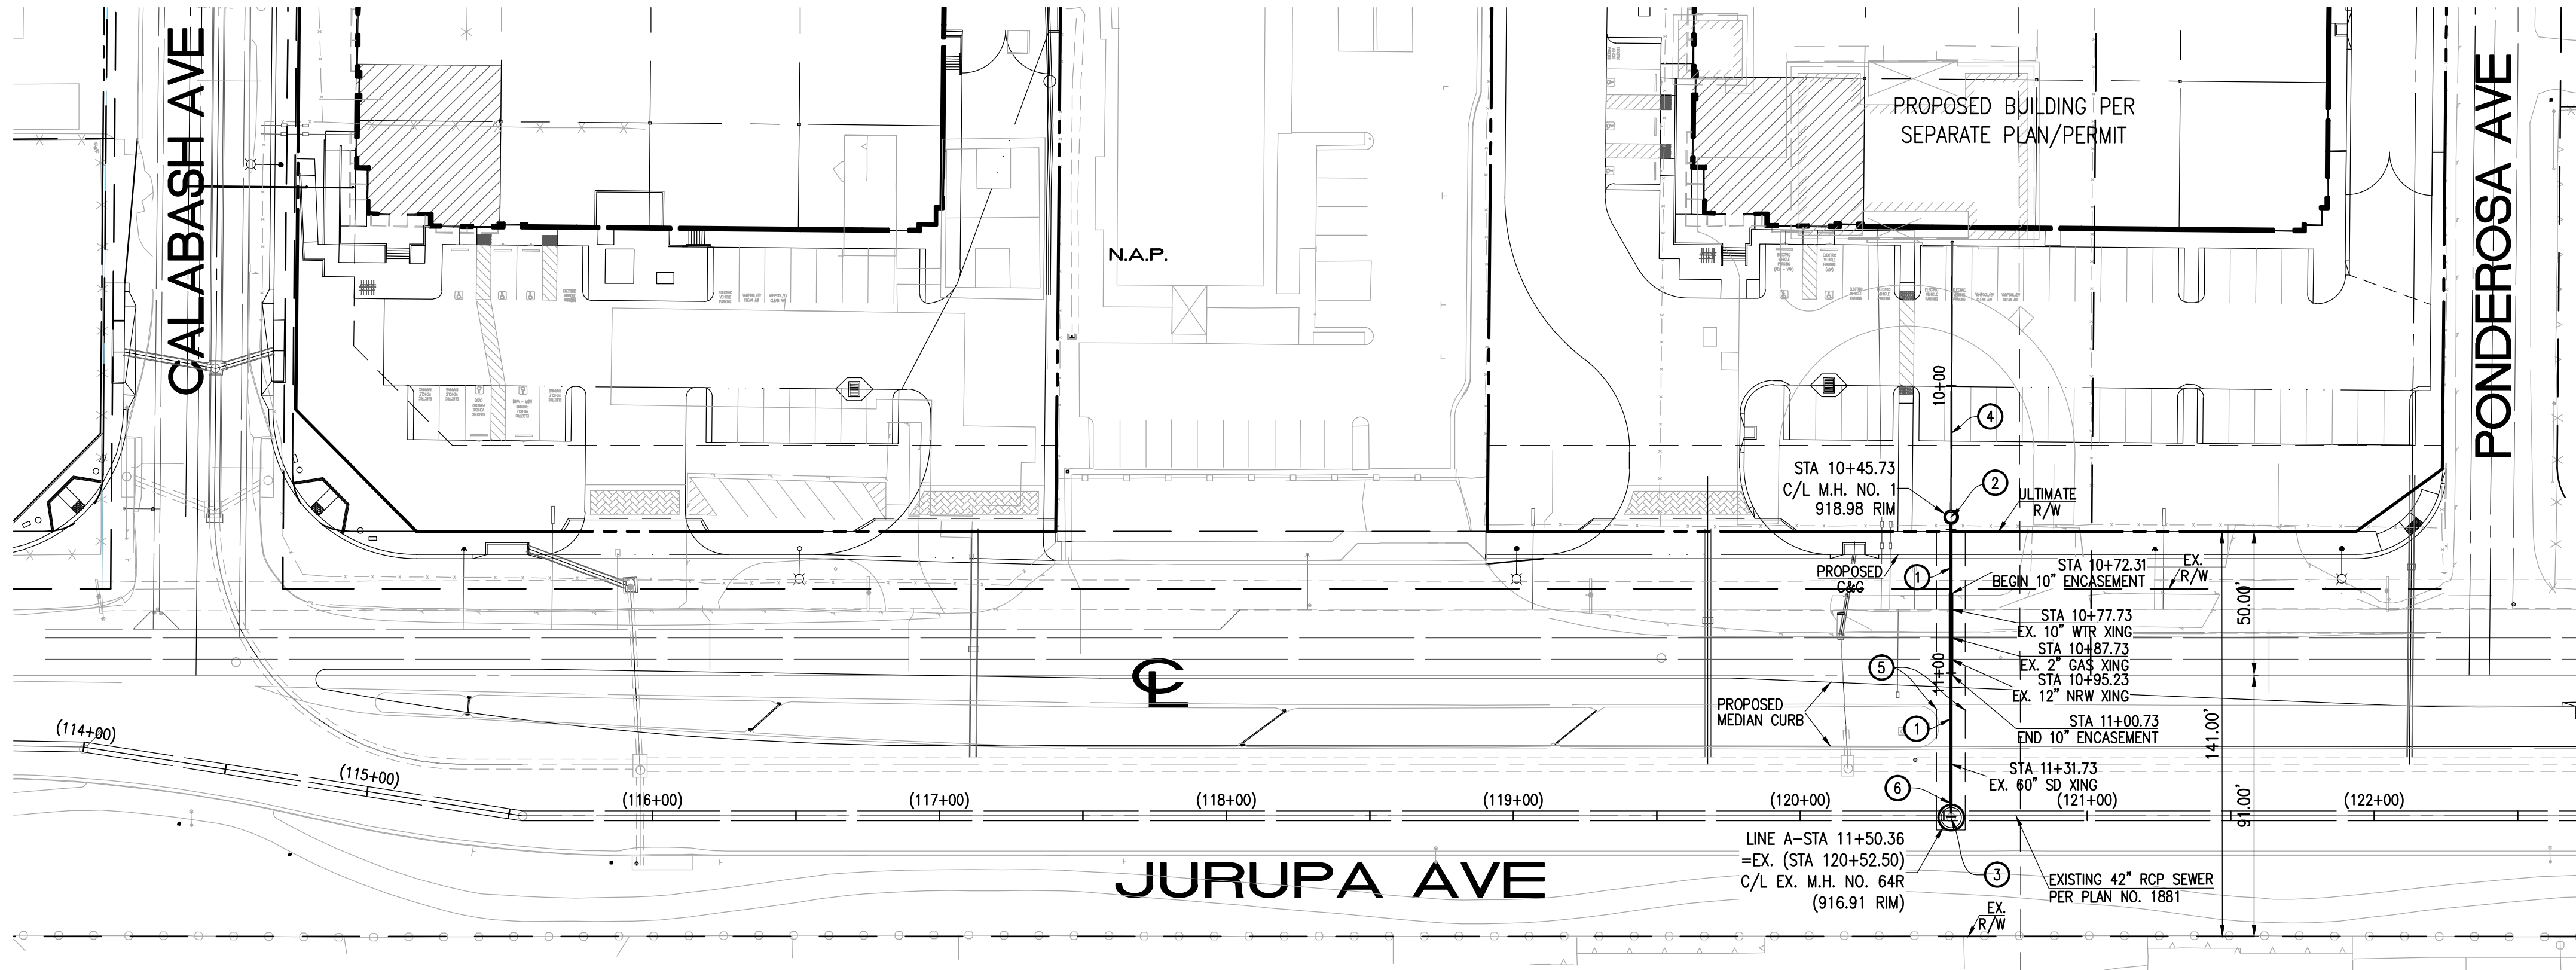 CALABASH AVE
PONDEROSA AVE
PROPOSED BUILDING PER
SEPARATE PLAN/PERMIT
N.A.P.
ELECTRIC
VEHICLE
PARKING
10+00
4
STA 10+45.73
C/L M.H. NO. 1
918.98 RIM
2
ULTIMATE
R/W
PROPOSED
C&G
1
STA 10+72.31
BEGIN 10" ENCASEMENT
EX.
R/W
STA 10+77.73
EX. 10" WTR XING
STA 10+87.73
EX. 2" GAS XING
STA 10+95.23
EX. 12" NRW XING
50.00'
11+00
5
℄
PROPOSED
MEDIAN CURB
1
STA 11+00.73
END 10" ENCASEMENT
141.00'
91.00'
STA 11+31.73
EX. 60" SD XING
6
(114+00)
(115+00)
(116+00)
(117+00)
(118+00)
(119+00)
(120+00)
(121+00)
(122+00)
LINE A-STA 11+50.36
=EX. (STA 120+52.50)
C/L EX. M.H. NO. 64R
(916.91 RIM)
3
EXISTING 42" RCP SEWER
PER PLAN NO. 1881
JURUPA AVE
EX.
R/W